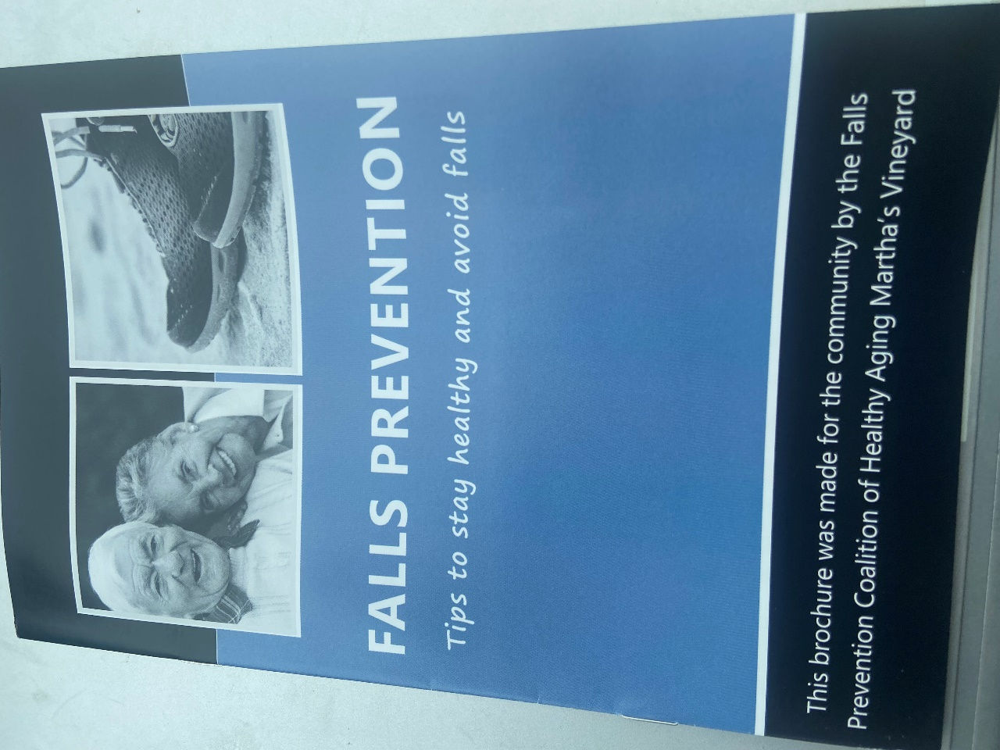 FALLS PREVENTION
Tips to stay healthy and avoid falls
This brochure was made for the community by the Falls
Prevention Coalition of Healthy Aging Martha's Vineyard